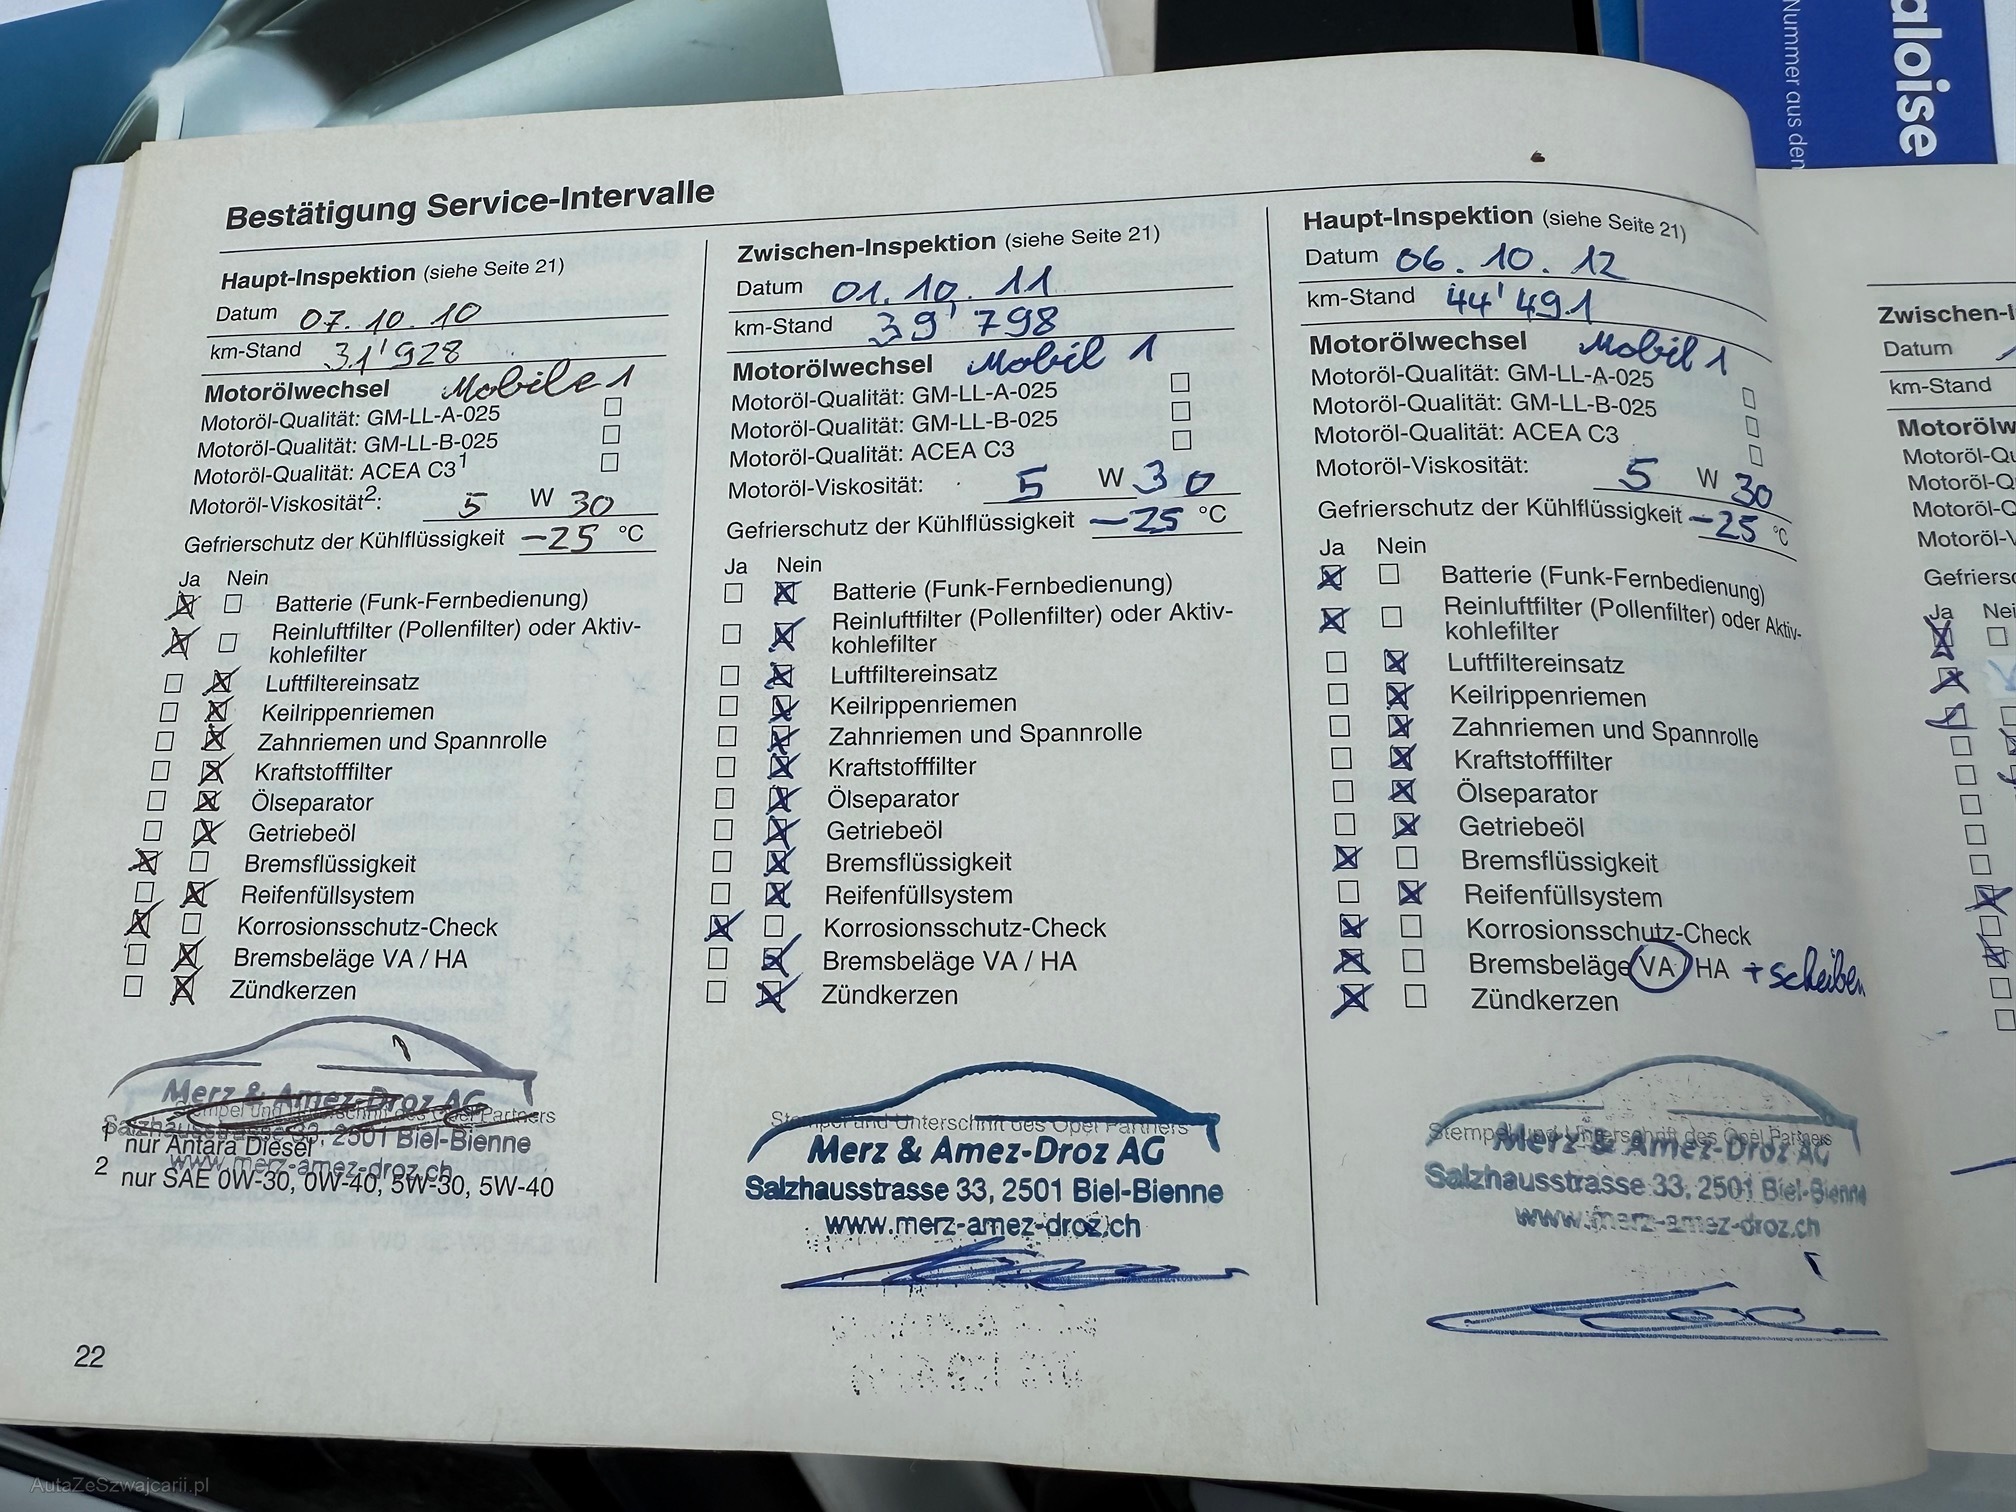 aloise
Nummer aus den
Bestätigung Service-Intervalle
Haupt-Inspektion (siehe Seite 21)
Datum 07.10.10
km-Stand 31'928
Motorölwechsel Mobile 1
Motoröl-Qualität: GM-LL-A-025
Motoröl-Qualität: GM-LL-B-025
Motoröl-Qualität: ACEA C3¹
Motoröl-Viskosität²: 5 W 30
Gefrierschutz der Kühlflüssigkeit -25 °C
Ja Nein
Batterie (Funk-Fernbedienung)
Reinluftfilter (Pollenfilter) oder Aktiv-
kohlefilter
Luftfiltereinsatz
Keilrippenriemen
Zahnriemen und Spannrolle
Kraftstofffilter
Ölseparator
Getriebeöl
Bremsflüssigkeit
Reifenfüllsystem
Korrosionsschutz-Check
Bremsbeläge VA / HA
Zündkerzen
Merz & Amez-Droz AG
Stempel und Unterschrift des Opel Partners
Salzhausstrasse 33, 2501 Biel-Bienne
1 nur Antara Diesel
www.merz-amez-droz.ch
2 nur SAE 0W-30, 0W-40, 5W-30, 5W-40
Zwischen-Inspektion (siehe Seite 21)
Datum 01.10.11
km-Stand 39'798
Motorölwechsel Mobil 1
Motoröl-Qualität: GM-LL-A-025
Motoröl-Qualität: GM-LL-B-025
Motoröl-Qualität: ACEA C3
Motoröl-Viskosität: 5 W 30
Gefrierschutz der Kühlflüssigkeit -25 °C
Ja Nein
Batterie (Funk-Fernbedienung)
Reinluftfilter (Pollenfilter) oder Aktiv-
kohlefilter
Luftfiltereinsatz
Keilrippenriemen
Zahnriemen und Spannrolle
Kraftstofffilter
Ölseparator
Getriebeöl
Bremsflüssigkeit
Reifenfüllsystem
Korrosionsschutz-Check
Bremsbeläge VA / HA
Zündkerzen
Stempel und Unterschrift des Opel Partners
Merz & Amez-Droz AG
Salzhausstrasse 33, 2501 Biel-Bienne
www.merz-amez-droz.ch
Haupt-Inspektion (siehe Seite 21)
Datum 06.10.12
km-Stand 44'491
Motorölwechsel Mobil 1
Motoröl-Qualität: GM-LL-A-025
Motoröl-Qualität: GM-LL-B-025
Motoröl-Qualität: ACEA C3
Motoröl-Viskosität: 5 W 30
Gefrierschutz der Kühlflüssigkeit -25 °C
Ja Nein
Batterie (Funk-Fernbedienung)
Reinluftfilter (Pollenfilter) oder Aktiv-
kohlefilter
Luftfiltereinsatz
Keilrippenriemen
Zahnriemen und Spannrolle
Kraftstofffilter
Ölseparator
Getriebeöl
Bremsflüssigkeit
Reifenfüllsystem
Korrosionsschutz-Check
Bremsbeläge VA / HA + scheiben
Zündkerzen
Stempel und Unterschrift des Opel Partners
Merz & Amez-Droz AG
Salzhausstrasse 33, 2501 Biel-Bienne
www.merz-amez-droz.ch
22
Zwischen-I
Datum 1
km-Stand
Motorölw
Motoröl-Qu
Motoröl-Q
Motoröl-Q
Motoröl-V
Gefriersc
Ja Nei
AutaZeSzwajcarii.pl